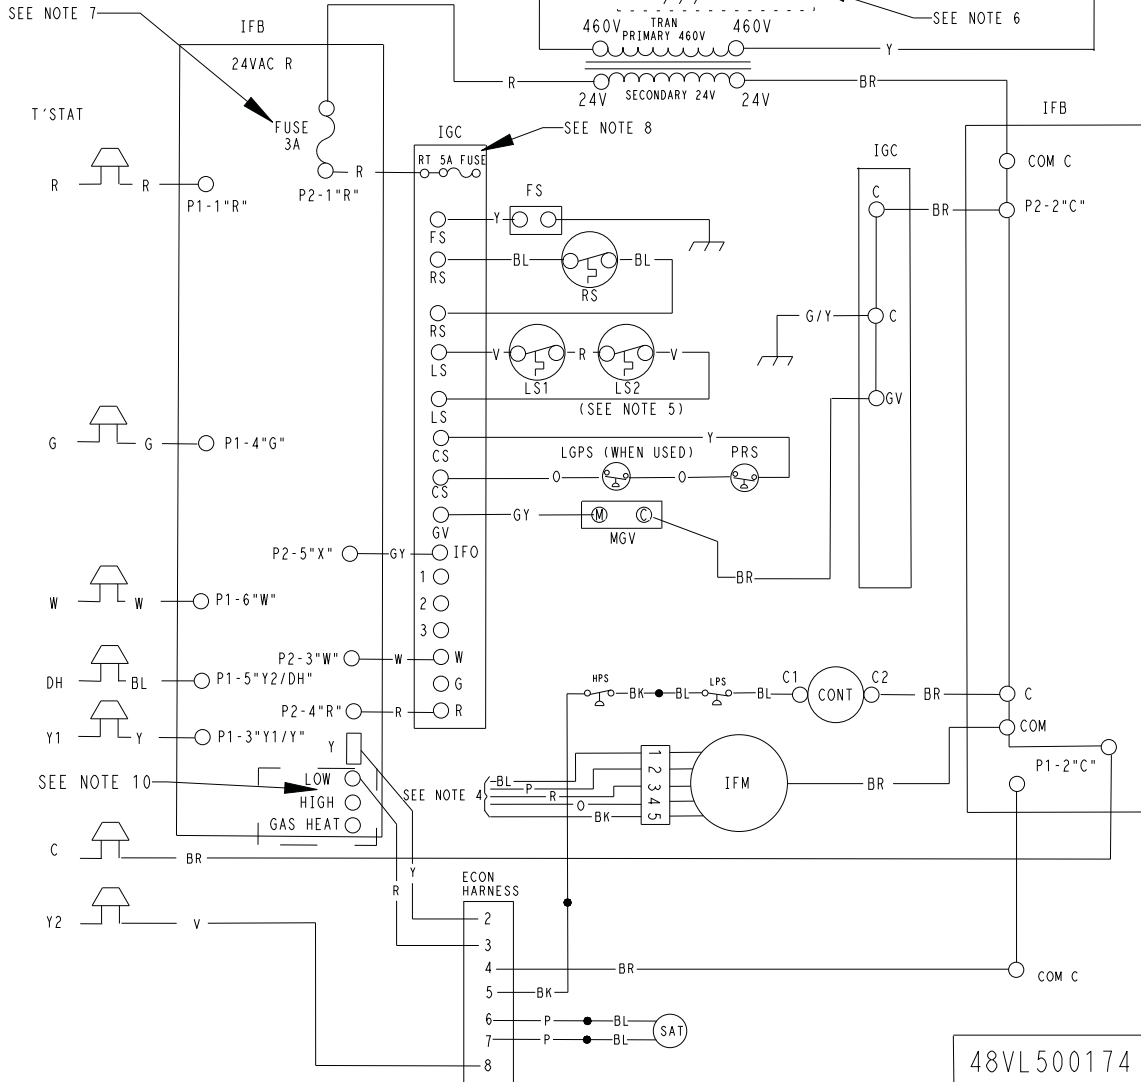 SEE NOTE 7
SEE NOTE 6
460V
TRAN
PRIMARY 460V
460V
Y
IFB
24VAC R
R
24V
SECONDARY 24V
24V
BR
IFB
T'STAT
FUSE
3A
IGC
SEE NOTE 8
IGC
COM C
RT 5A FUSE
R
R
P1-1"R"
P2-1"R"
R
FS
C
BR
P2-2"C"
Y
FS
BL
BL
RS
RS
RS
G/Y
C
V
R
V
LS
LS1
LS2
(SEE NOTE 5)
LS
GV
G
G
P1-4"G"
Y
CS
LGPS (WHEN USED)
PRS
O
O
CS
GY
M
C
MGV
GV
P2-5"X"
GY
IFO
1
2
3
BR
W
W
P1-6"W"
P2-3"W"
W
W
DH
BL
P1-5"Y2/DH"
G
P2-4"R"
R
R
HPS
BK
BL
LPS
BL
C1
CONT
C2
BR
C
COM
Y1
Y
P1-3"Y1/Y"
Y
P1-2"C"
SEE NOTE 10
LOW
HIGH
GAS HEAT
SEE NOTE 4
BL
P
R
O
BK
1
2
3
4
5
IFM
BR
C
BR
Y
R
ECON
HARNESS
Y2
V
2
3
4
BR
COM C
5
BK
6
P
BL
SAT
7
P
BL
8
48VL500174